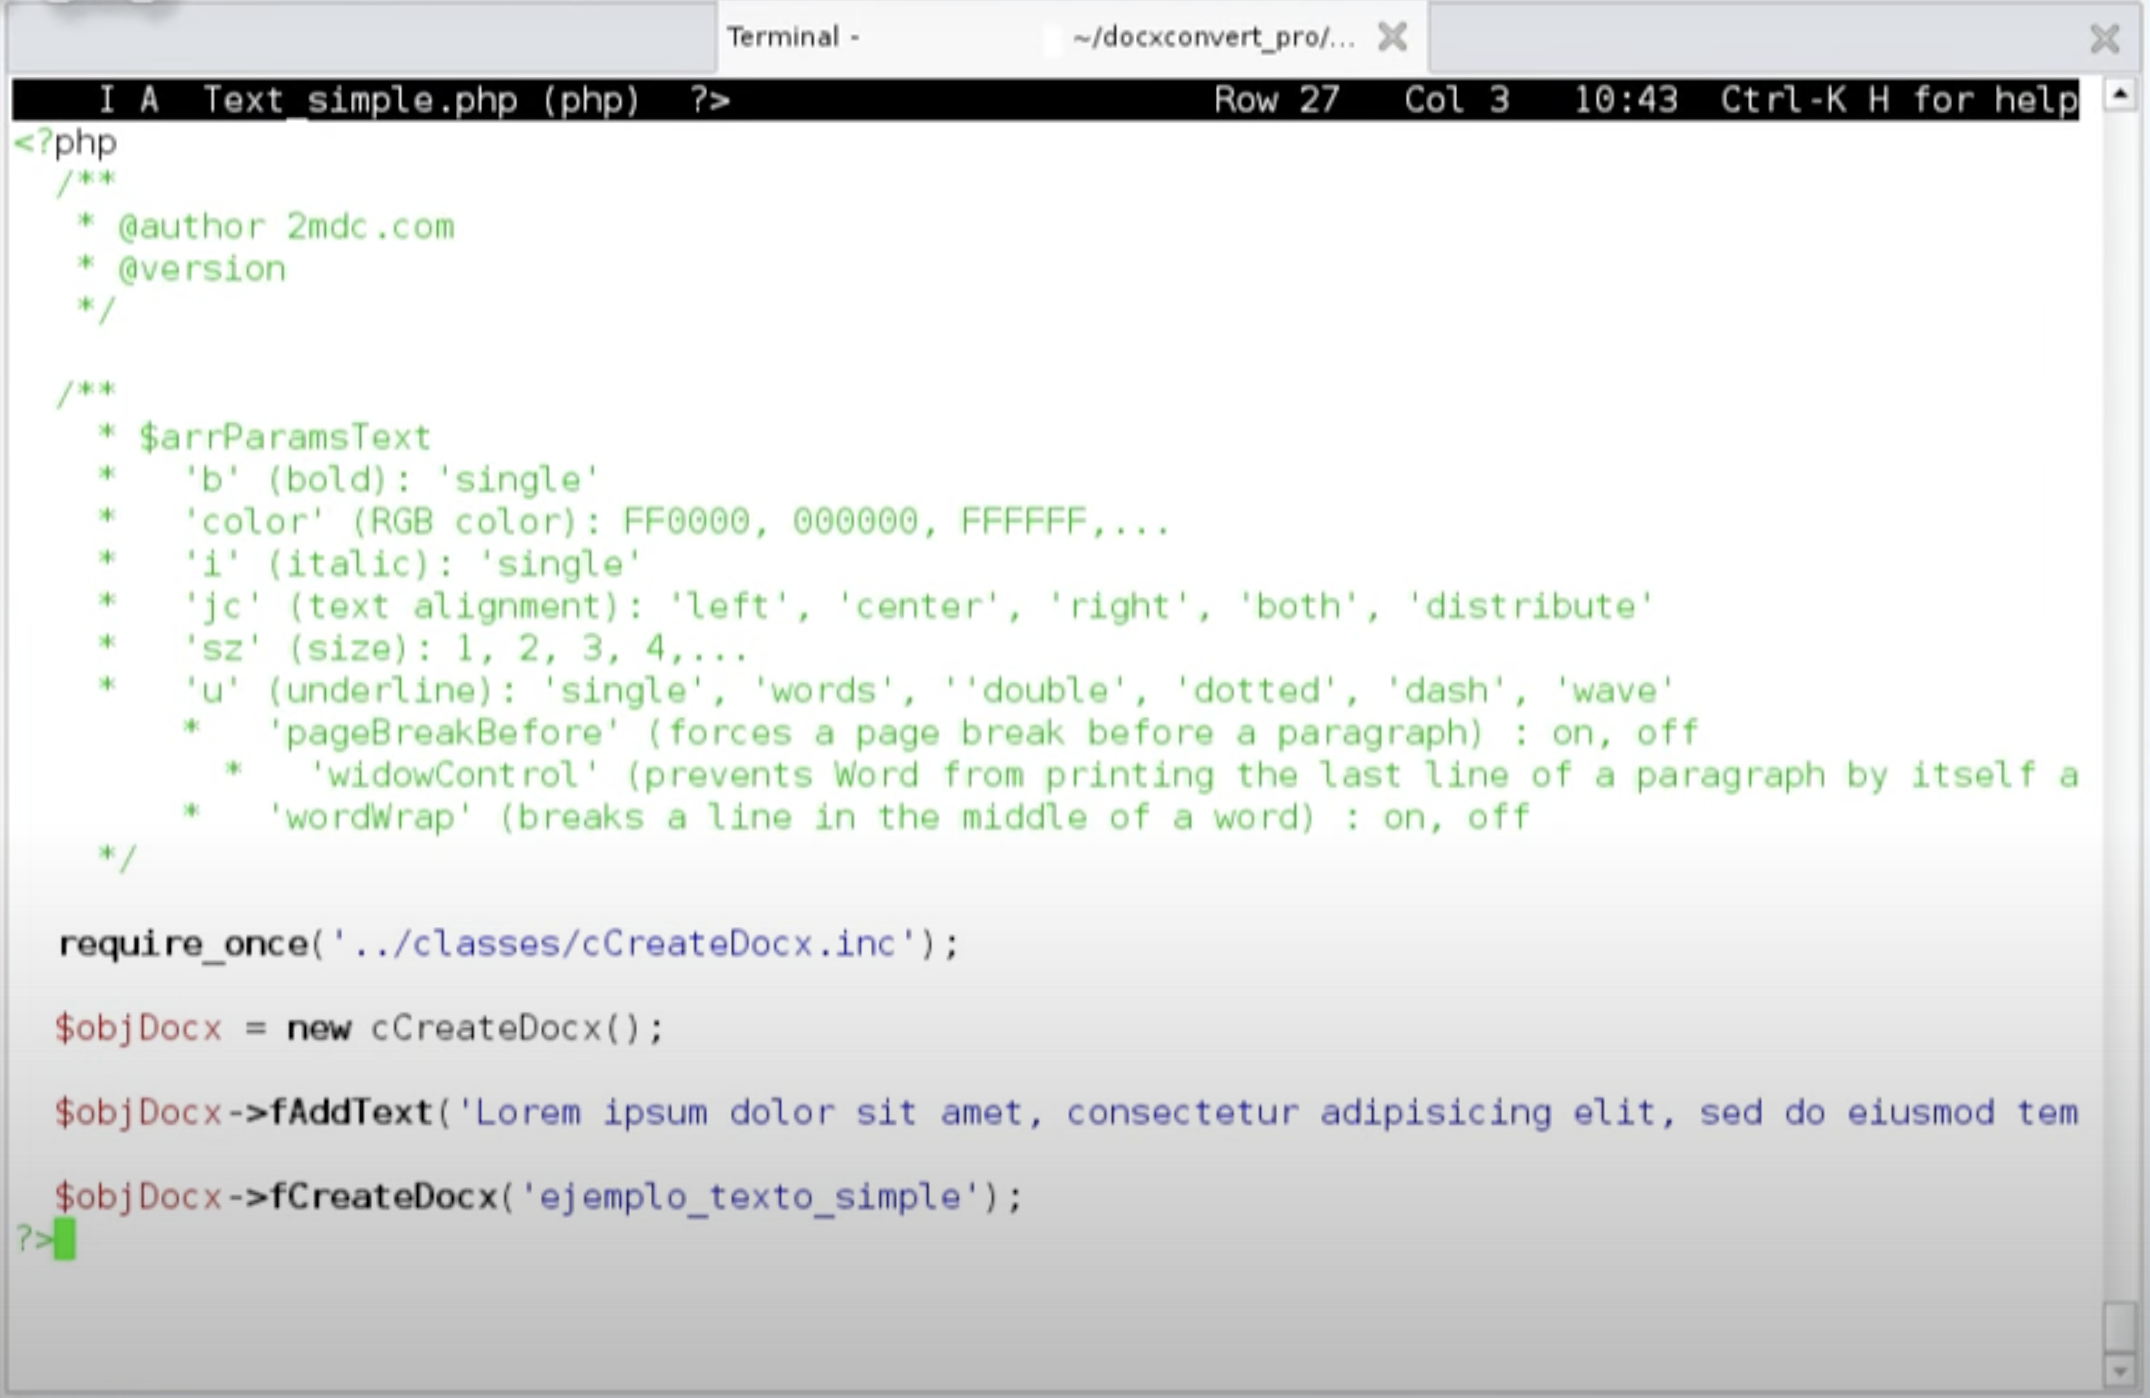 Terminal - ~/docxconvert_pro/...
I A Text_simple.php (php) ?> Row 27 Col 3 10:43 Ctrl-K H for help
<?php
/**
* @author 2mdc.com
* @version
*/
/**
* $arrParamsText
* 'b' (bold): 'single'
* 'color' (RGB color): FF0000, 000000, FFFFFF,...
* 'i' (italic): 'single'
* 'jc' (text alignment): 'left', 'center', 'right', 'both', 'distribute'
* 'sz' (size): 1, 2, 3, 4,...
* 'u' (underline): 'single', 'words', ''double', 'dotted', 'dash', 'wave'
* 'pageBreakBefore' (forces a page break before a paragraph) : on, off
* 'widowControl' (prevents Word from printing the last line of a paragraph by itself a
* 'wordWrap' (breaks a line in the middle of a word) : on, off
*/
require_once('../classes/cCreateDocx.inc');
$objDocx = new cCreateDocx();
$objDocx->fAddText('Lorem ipsum dolor sit amet, consectetur adipisicing elit, sed do eiusmod tem
$objDocx->fCreateDocx('ejemplo_texto_simple');
?>